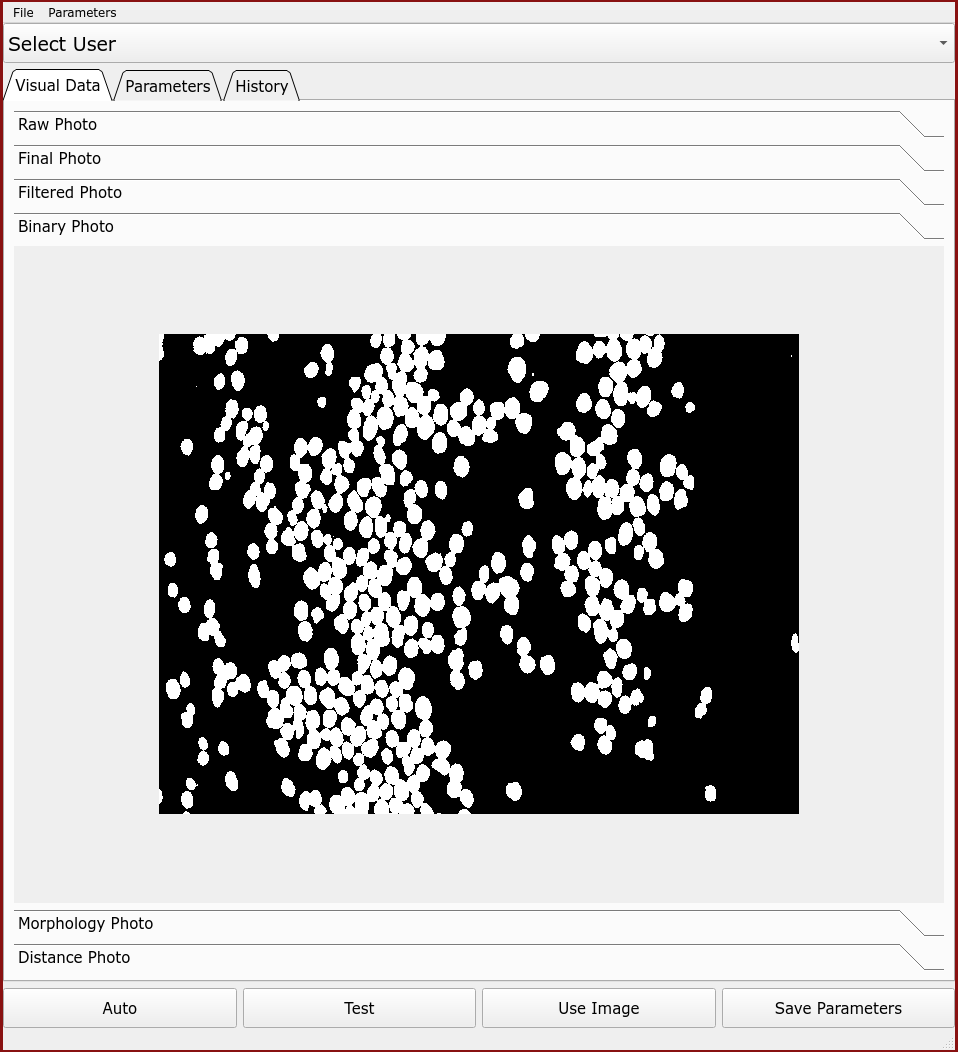 File Parameters
Select User
Visual Data Parameters History
Raw Photo
Final Photo
Filtered Photo
Binary Photo
Morphology Photo
Distance Photo
Auto Test Use Image Save Parameters